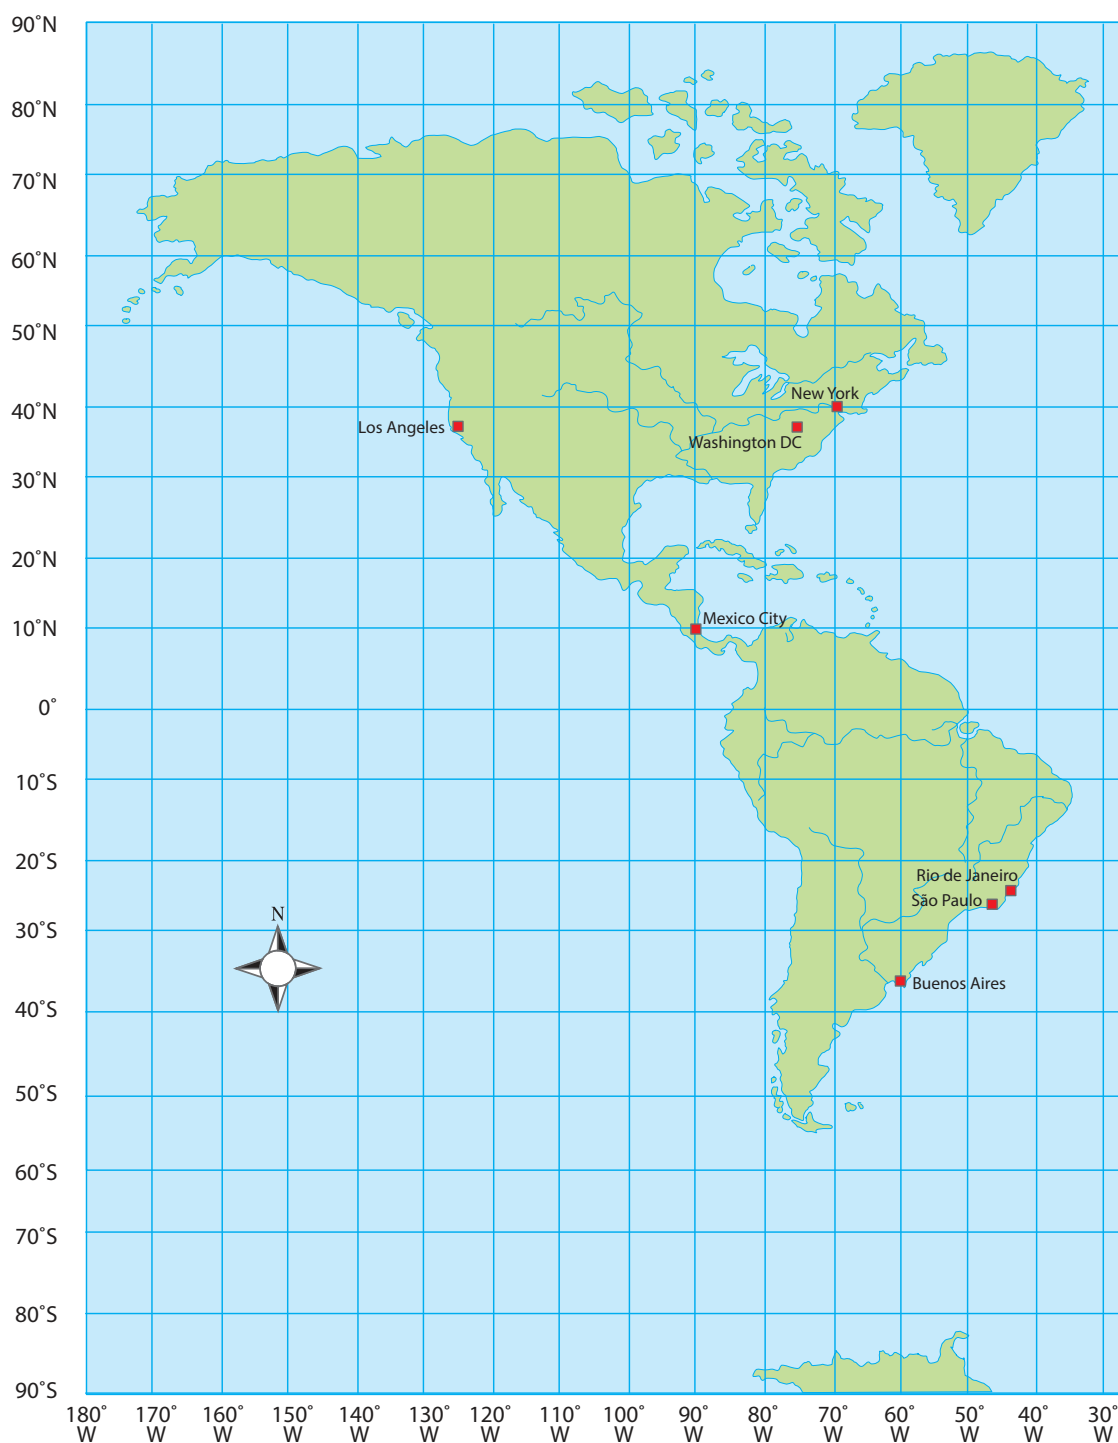 90˚N
80˚N
70˚N
60˚N
50˚N
New York
40˚N
Los Angeles
Washington DC
30˚N
20˚N
Mexico City
10˚N
0˚
10˚S
20˚S
Rio de Janeiro
São Paulo
N
30˚S
Buenos Aires
40˚S
50˚S
60˚S
70˚S
80˚S
90˚S
180˚ 170˚ 160˚ 150˚ 140˚ 130˚ 120˚ 110˚ 100˚ 90˚ 80˚ 70˚ 60˚ 50˚ 40˚ 30˚
W W W W W W W W W W W W W W W W